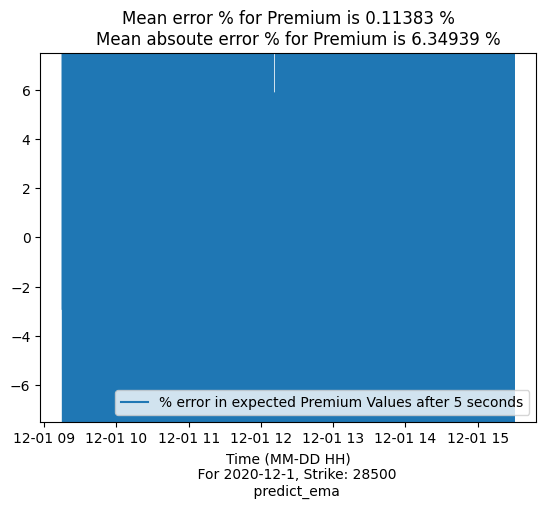 Mean error % for Premium is 0.11383 %
Mean absoute error % for Premium is 6.34939 %
6
4
2
0
−2
−4
−6
% error in expected Premium Values after 5 seconds
12-01 09 12-01 10 12-01 11 12-01 12 12-01 13 12-01 14 12-01 15
Time (MM-DD HH)
For 2020-12-1, Strike: 28500
predict_ema